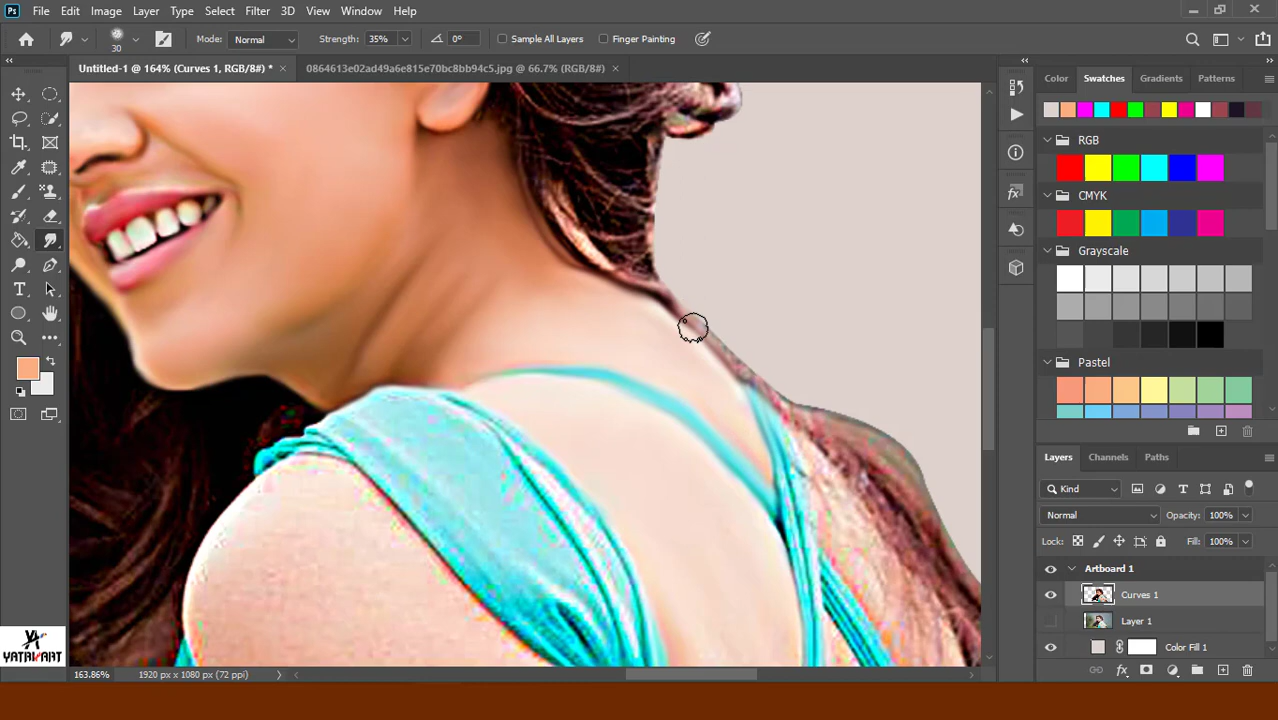 Ps File Edit Image Layer Type Select Filter 3D View Window Help
30 Mode: Normal Strength: 35% 0° Sample All Layers Finger Painting
Untitled-1 @ 164% (Curves 1, RGB/8#) * 0864613e02ad49a6e815e70bc8bb94c5.jpg @ 66.7% (RGB/8#)
Color Swatches Gradients Patterns
RGB
CMYK
Grayscale
Pastel
Layers Channels Paths
Kind
Normal Opacity: 100%
Lock: Fill: 100%
Artboard 1
Curves 1
Layer 1
Color Fill 1
YATRIKART
163.86% 1920 px x 1080 px (72 ppi)